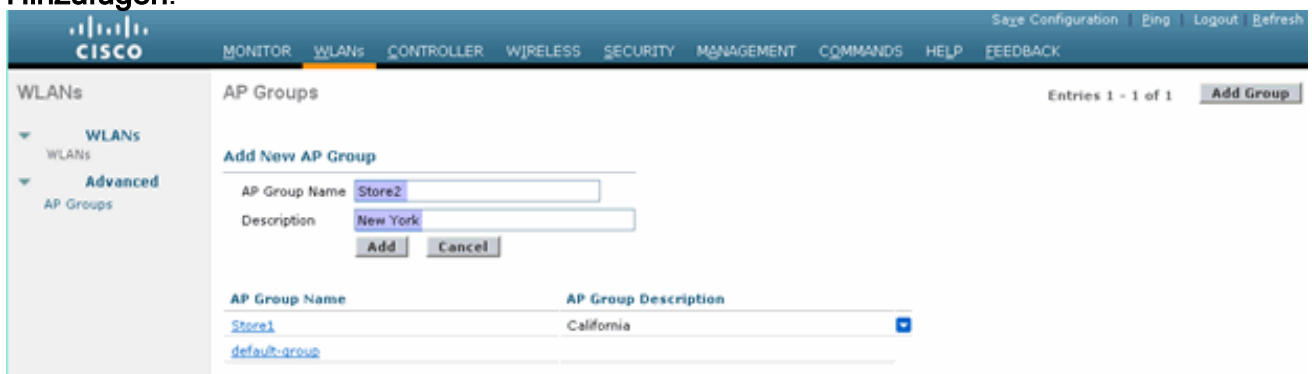 Hinzufügen.
Save Configuration | Ping | Logout | Refresh
CISCO
MONITOR WLANs CONTROLLER WIRELESS SECURITY MANAGEMENT COMMANDS HELP FEEDBACK
WLANs
WLANs
WLANs
Advanced
AP Groups
AP Groups
Entries 1 - 1 of 1
Add Group
Add New AP Group
AP Group Name Store2
Description New York
Add Cancel
AP Group Name AP Group Description
Store1 California
default-group